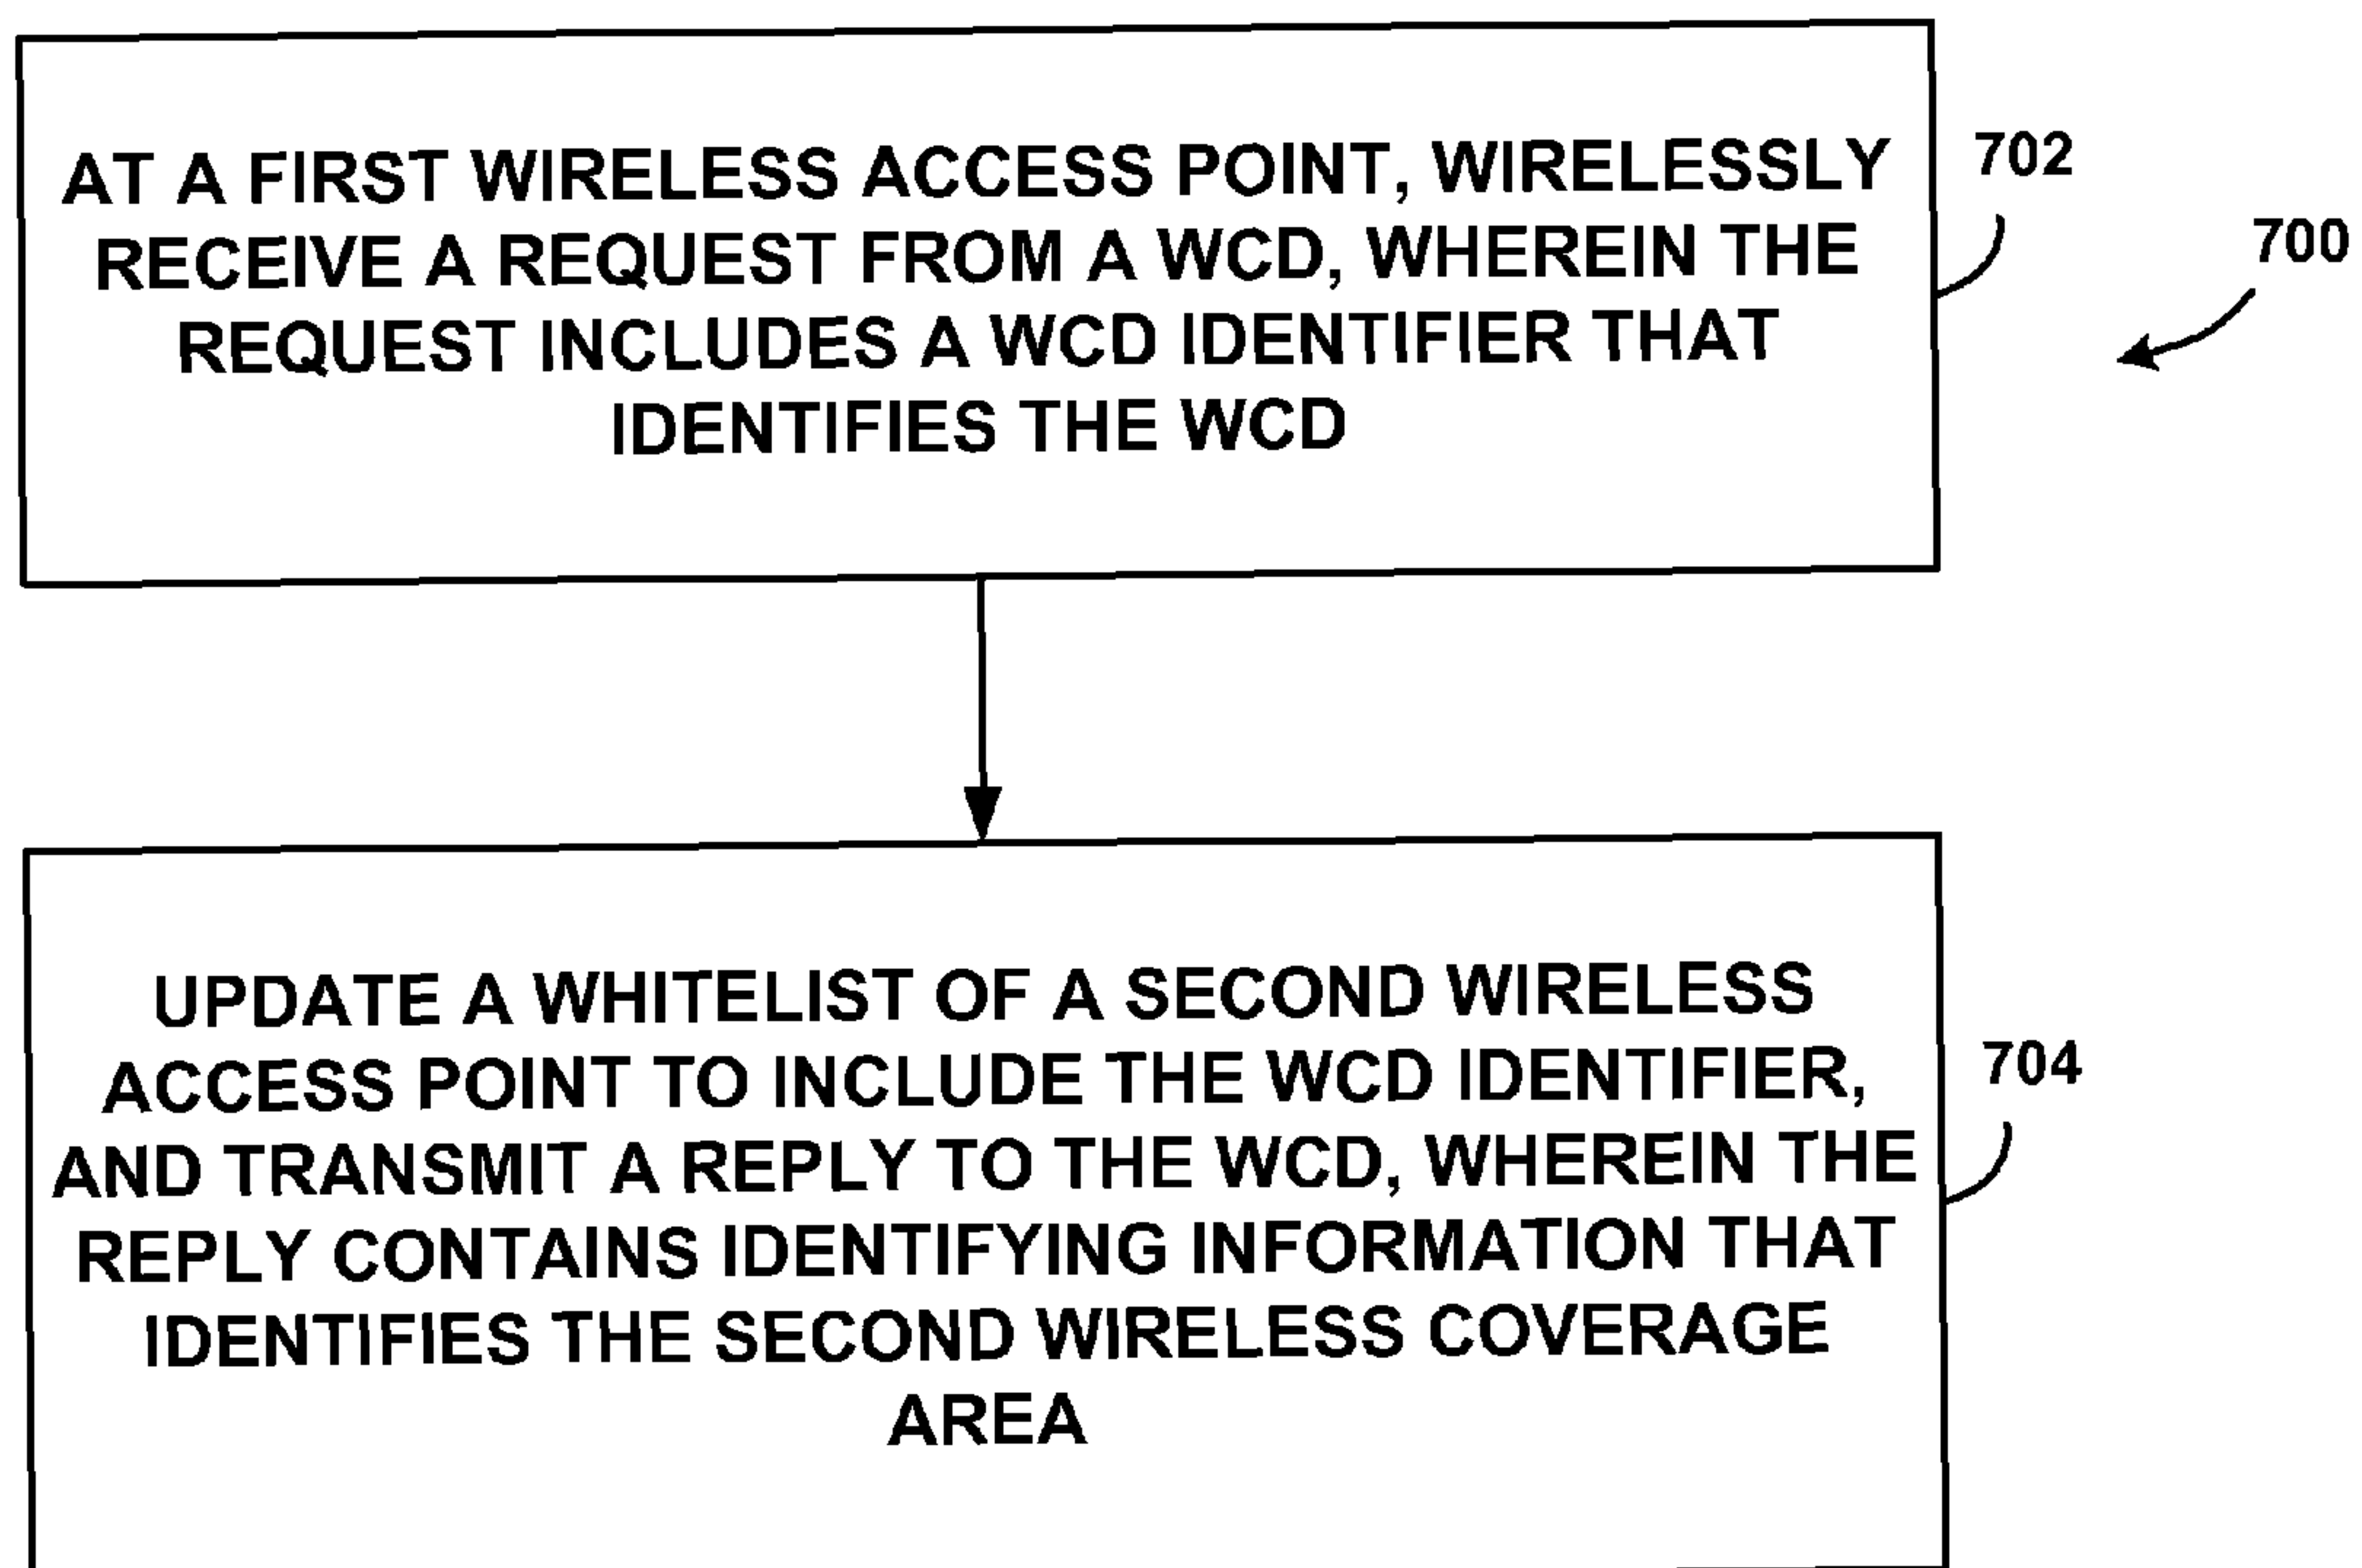 AT A FIRST WIRELESS ACCESS POINT, WIRELESSLY
RECEIVE A REQUEST FROM A WCD, WHEREIN THE
REQUEST INCLUDES A WCD IDENTIFIER THAT
IDENTIFIES THE WCD
702
700
UPDATE A WHITELIST OF A SECOND WIRELESS
ACCESS POINT TO INCLUDE THE WCD IDENTIFIER,
AND TRANSMIT A REPLY TO THE WCD, WHEREIN THE
REPLY CONTAINS IDENTIFYING INFORMATION THAT
IDENTIFIES THE SECOND WIRELESS COVERAGE
AREA
704